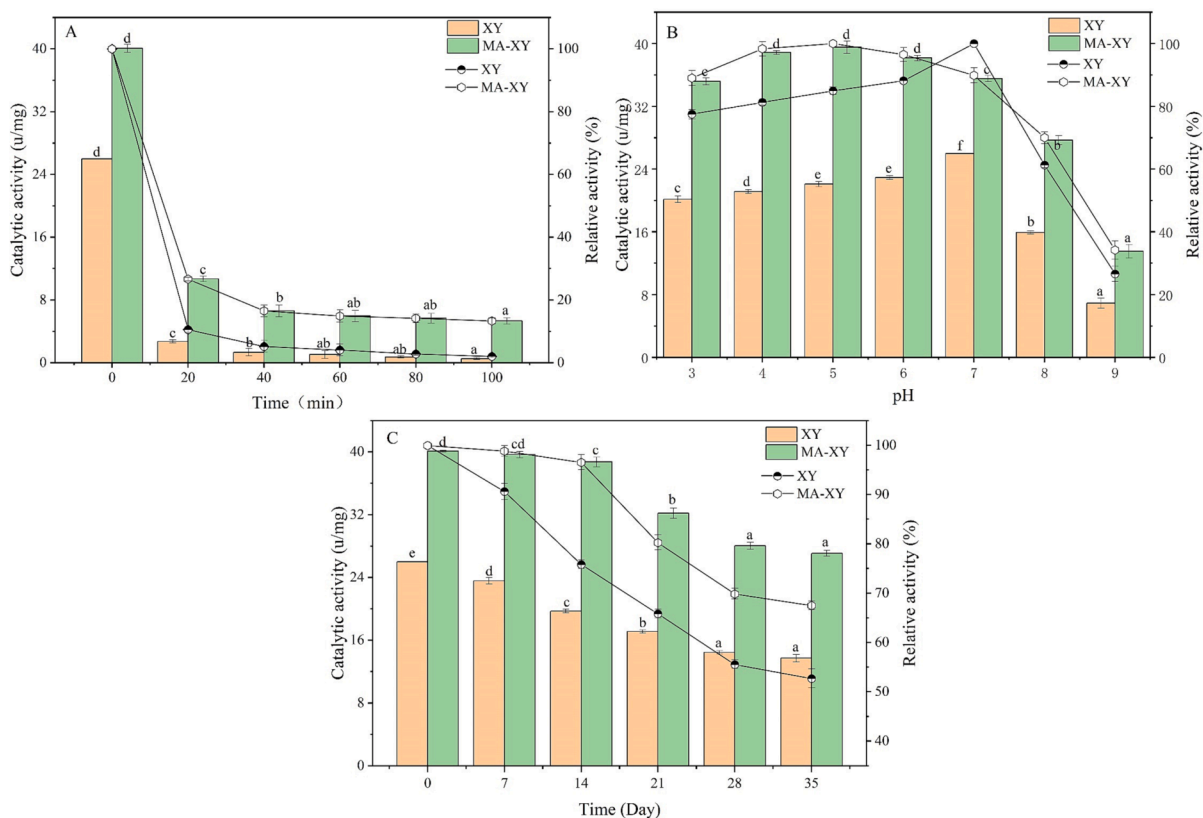 A
XY
MA-XY
XY
MA-XY
Catalytic activity (u/mg)
40
32
24
16
8
0
d d
c c
b b
ab ab
ab ab
a a
100
80
60
40
20
0
Relative activity (%)
0 20 40 60 80 100
Time (min)
B
XY
MA-XY
XY
MA-XY
Catalytic activity (u/mg)
40
32
24
16
8
0
c c
d d
e d
e d
f c
b b
a a
100
80
60
40
20
0
Relative activity (%)
3 4 5 6 7 8 9
pH
C
XY
MA-XY
XY
MA-XY
Catalytic activity (u/mg)
40
32
24
16
8
0
e d
d cd
c c
b b
a a
a a
100
90
80
70
60
50
40
Relative activity (%)
0 7 14 21 28 35
Time (Day)